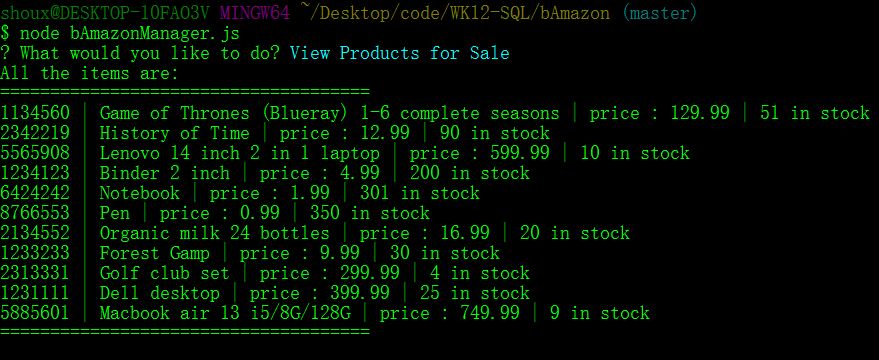 shoux@DESKTOP-10FAO3V MINGW64 ~/Desktop/code/WK12-SQL/bAmazon (master)
$ node bAmazonManager.js
? What would you like to do? View Products for Sale
All the items are:
=====================================
1134560 | Game of Thrones (Blueray) 1-6 complete seasons | price : 129.99 | 51 in stock
2342219 | History of Time | price : 12.99 | 90 in stock
5565908 | Lenovo 14 inch 2 in 1 laptop | price : 599.99 | 10 in stock
1234123 | Binder 2 inch | price : 4.99 | 200 in stock
6424242 | Notebook | price : 1.99 | 301 in stock
8766553 | Pen | price : 0.99 | 350 in stock
2134552 | Organic milk 24 bottles | price : 16.99 | 20 in stock
1233233 | Forest Gamp | price : 9.99 | 30 in stock
2313331 | Golf club set | price : 299.99 | 4 in stock
1231111 | Dell desktop | price : 399.99 | 25 in stock
5885601 | Macbook air 13 i5/8G/128G | price : 749.99 | 9 in stock
=====================================